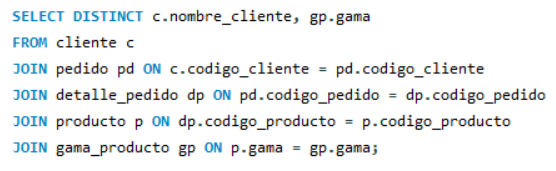 SELECT DISTINCT c.nombre_cliente, gp.gama
FROM cliente c
JOIN pedido pd ON c.codigo_cliente = pd.codigo_cliente
JOIN detalle_pedido dp ON pd.codigo_pedido = dp.codigo_pedido
JOIN producto p ON dp.codigo_producto = p.codigo_producto
JOIN gama_producto gp ON p.gama = gp.gama;